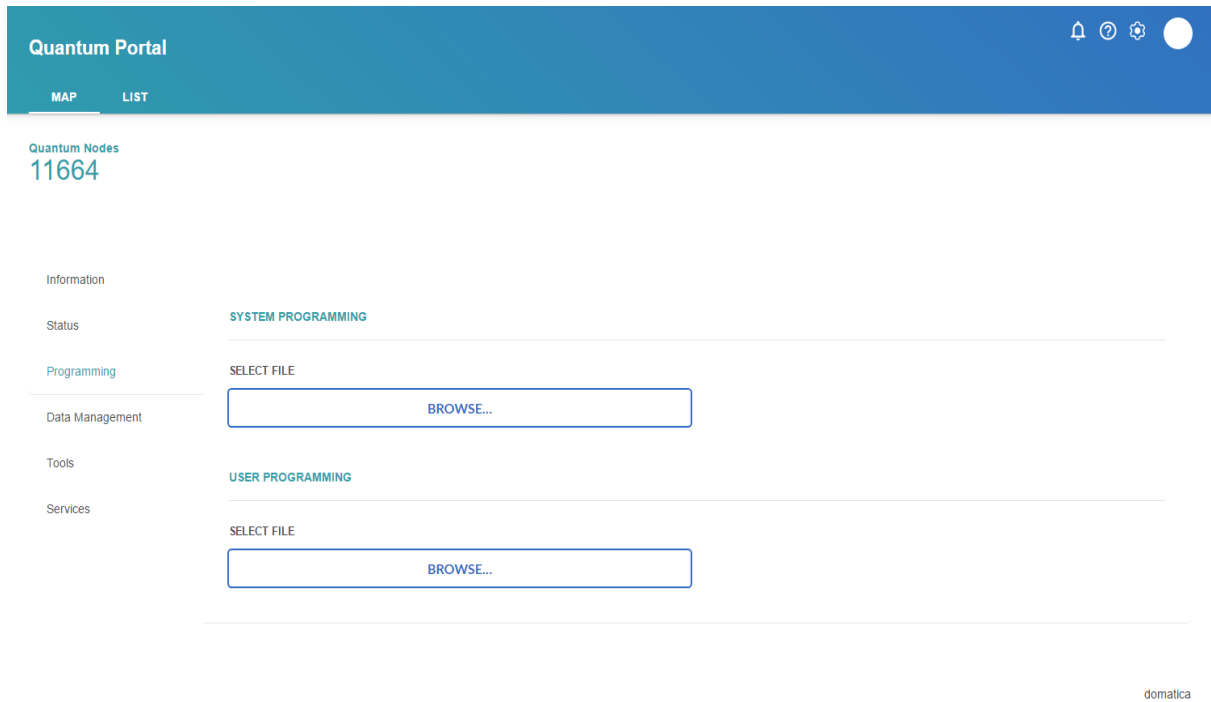 Quantum Portal
MAP LIST
Quantum Nodes
11664
Information
Status
Programming
Data Management
Tools
Services
SYSTEM PROGRAMMING
SELECT FILE
BROWSE...
USER PROGRAMMING
SELECT FILE
BROWSE...
domatica